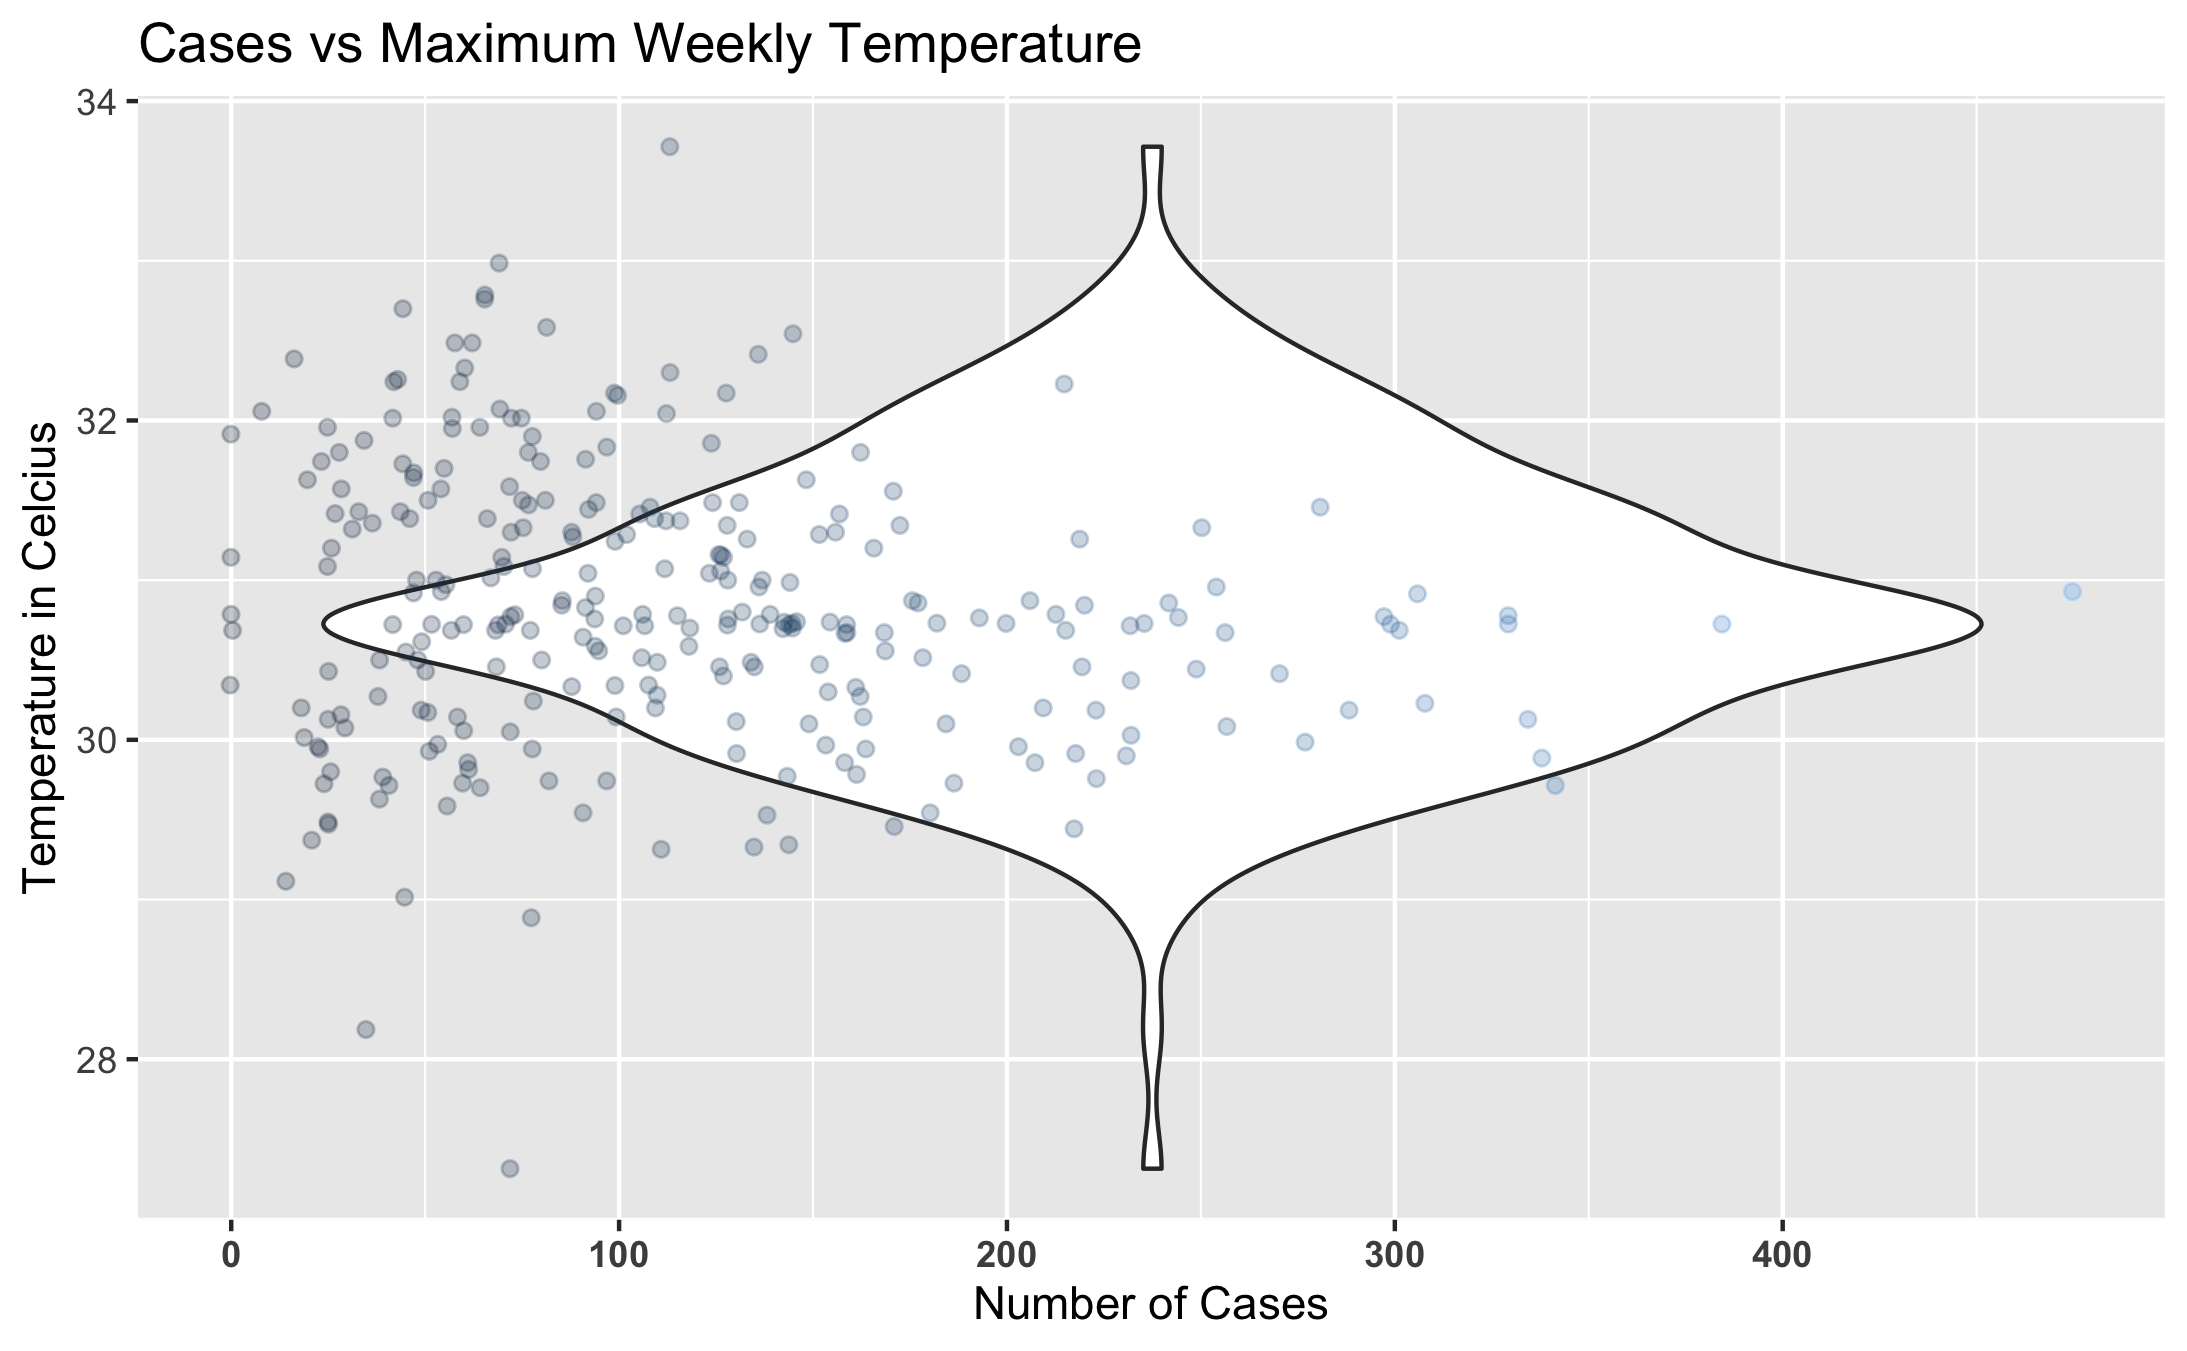 Cases vs Maximum Weekly Temperature
Temperature in Celcius
34
32
30
28
0 100 200 300 400
Number of Cases